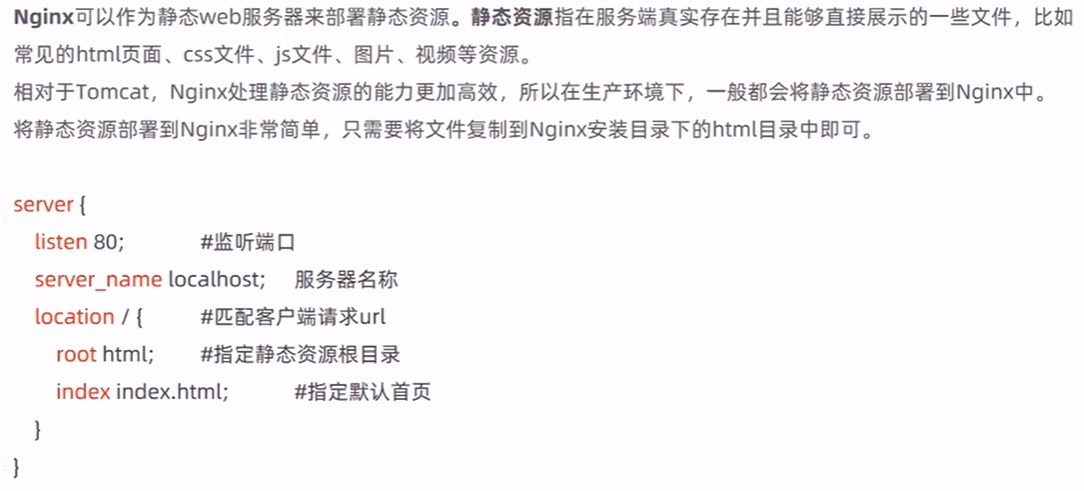 Nginx可以作为静态web服务器来部署静态资源。静态资源指在服务端真实存在并且能够直接展示的一些文件，比如
常见的html页面、css文件、js文件、图片、视频等资源。
相对于Tomcat，Nginx处理静态资源的能力更加高效，所以在生产环境下，一般都会将静态资源部署到Nginx中。
将静态资源部署到Nginx非常简单，只需要将文件复制到Nginx安装目录下的html目录中即可。
server {
listen 80; #监听端口
server_name localhost; 服务器名称
location / { #匹配客户端请求url
root html; #指定静态资源根目录
index index.html; #指定默认首页
}
}